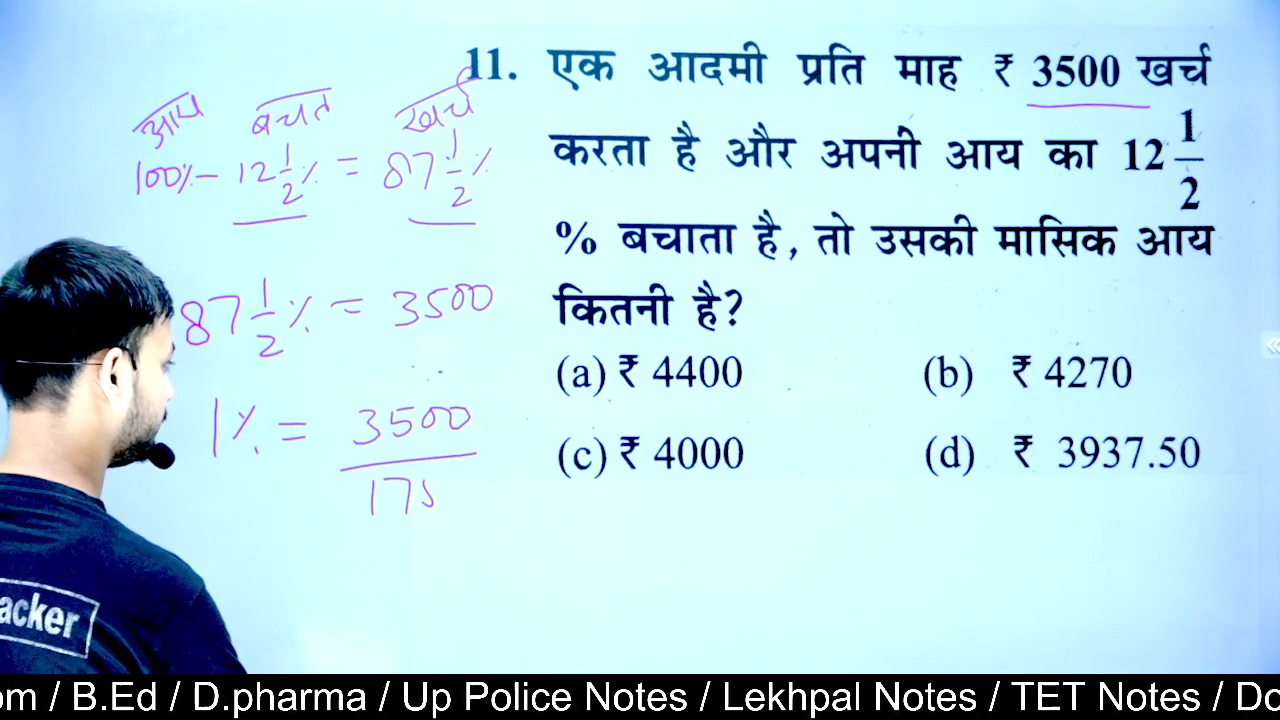 11. एक आदमी प्रति माह ₹ 3500 खर्च
करता है और अपनी आय का 12 1/2
% बचाता है, तो उसकी मासिक आय
कितनी है?
(a) ₹ 4400 (b) ₹ 4270
(c) ₹ 4000 (d) ₹ 3937.50
आय बचत खर्च
100% - 12 1/2 % = 87 1/2 %
87 1/2 % = 3500
1% = 3500/175
acker
om / B.Ed / D.pharma / Up Police Notes / Lekhpal Notes / TET Notes / Do